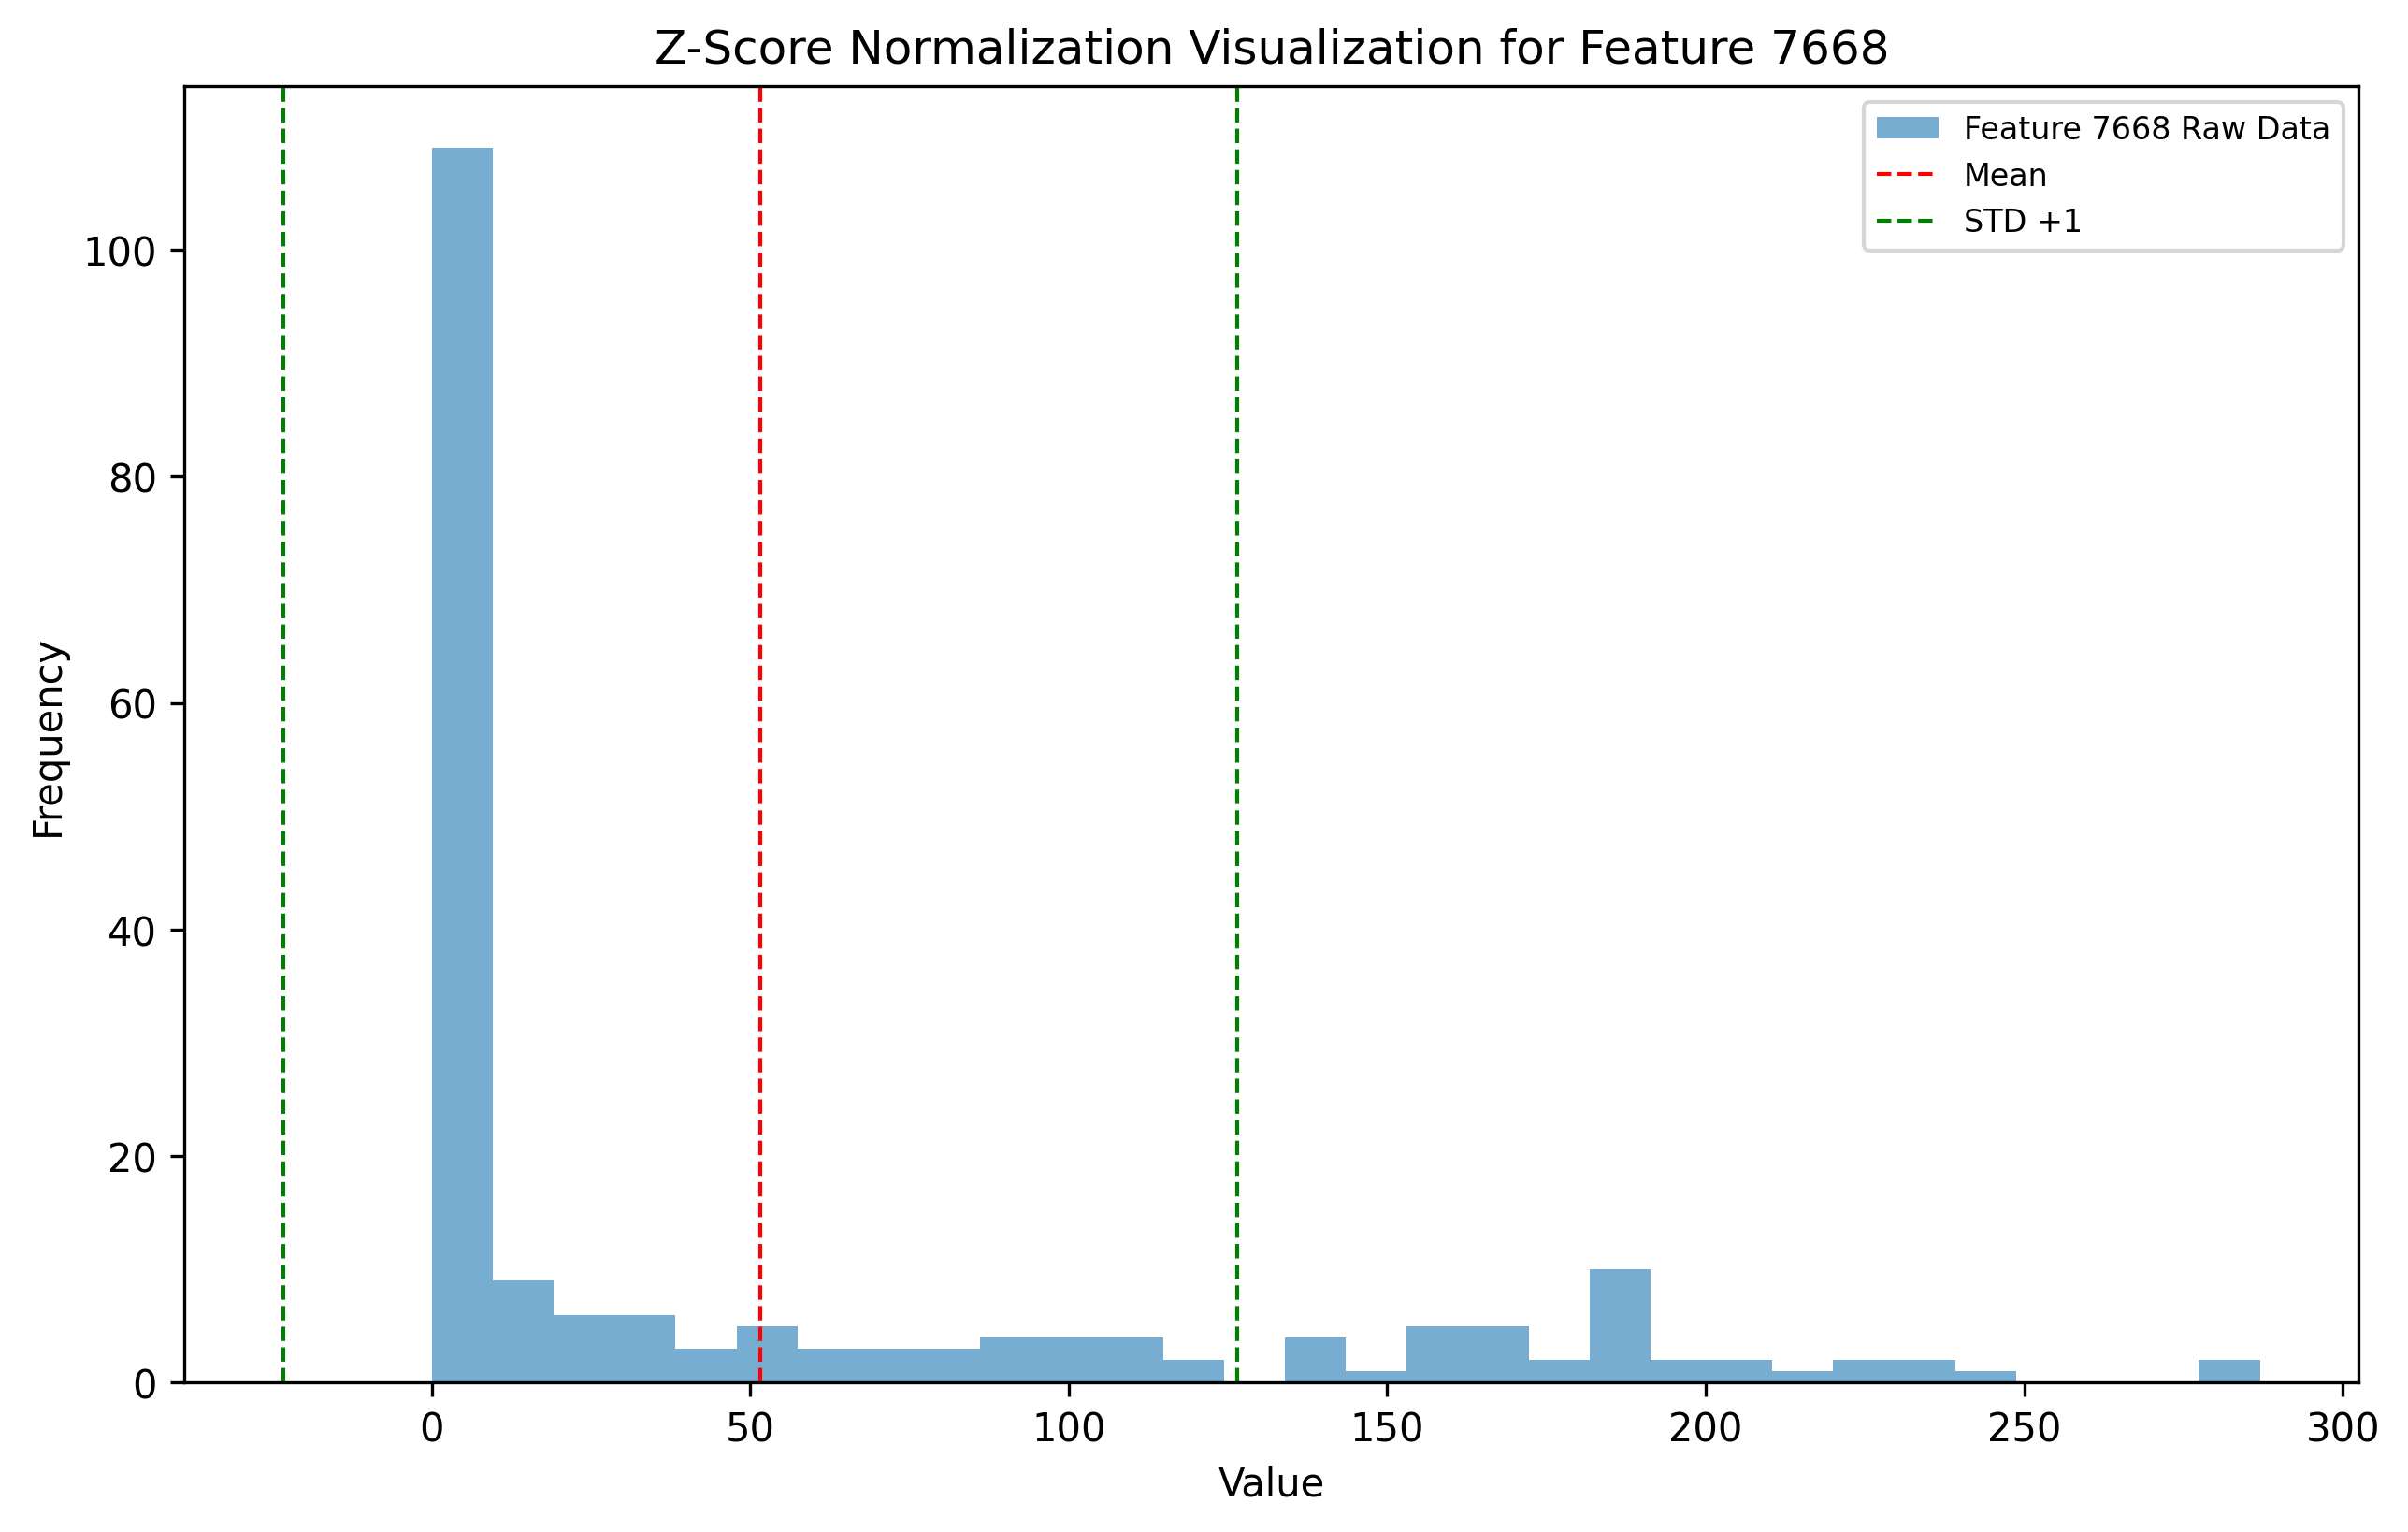 Z-Score Normalization Visualization for Feature 7668
Feature 7668 Raw Data
Mean
STD +1
100
80
60
40
20
0
Frequency
0 50 100 150 200 250 300
Value